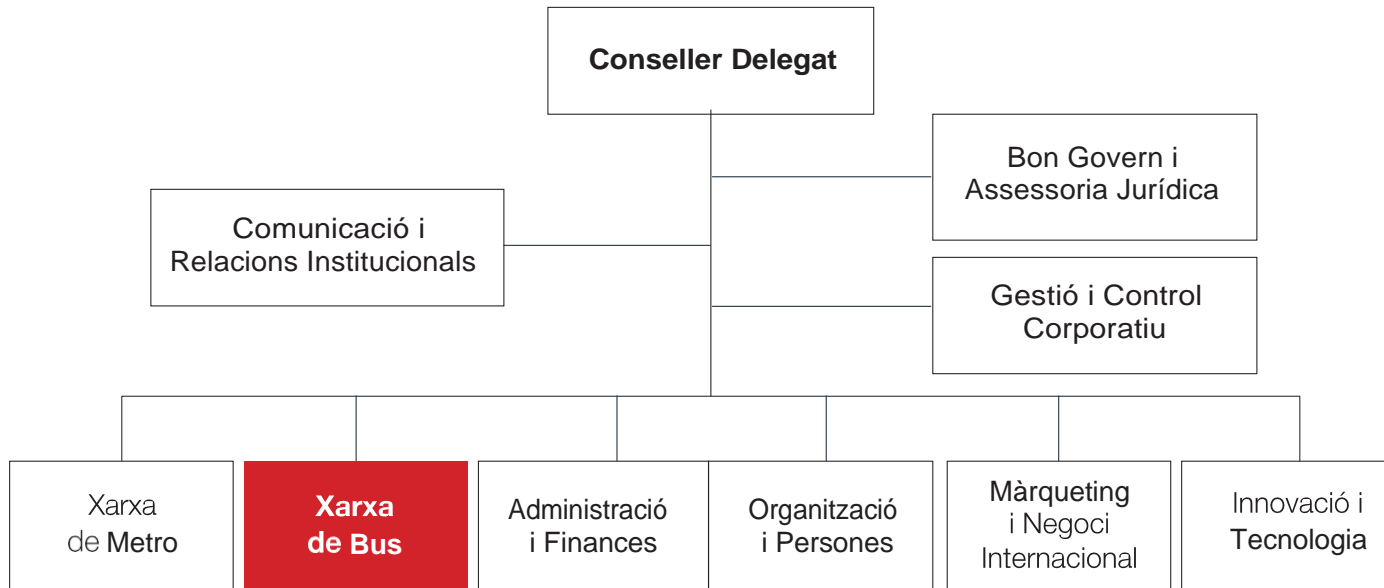 Conseller Delegat
Bon Govern i
Assessoria Jurídica
Comunicació i
Relacions Institucionals
Gestió i Control
Corporatiu
Xarxa
de Metro
Xarxa
de Bus
Administració
i Finances
Organització
i Persones
Màrqueting
i Negoci
Internacional
Innovació i
Tecnologia